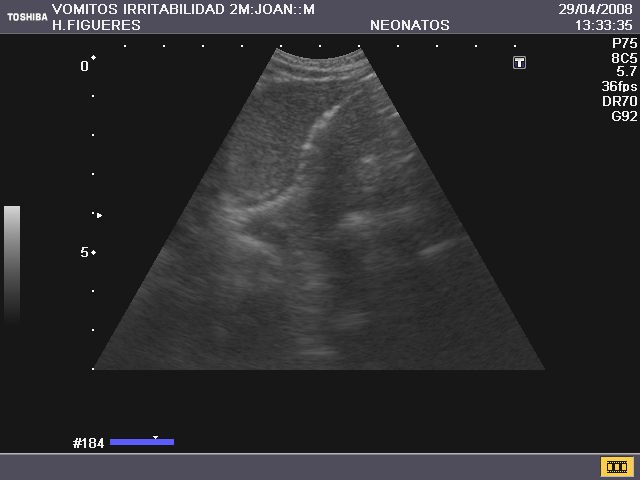 TOSHIBA VOMITOS IRRITABILIDAD 2M:JOAN::M 29/04/2008
H.FIGUERES NEONATOS 13:33:35
P75
8C5
5.7
36fps
DR70
G92
T
0
5
#184